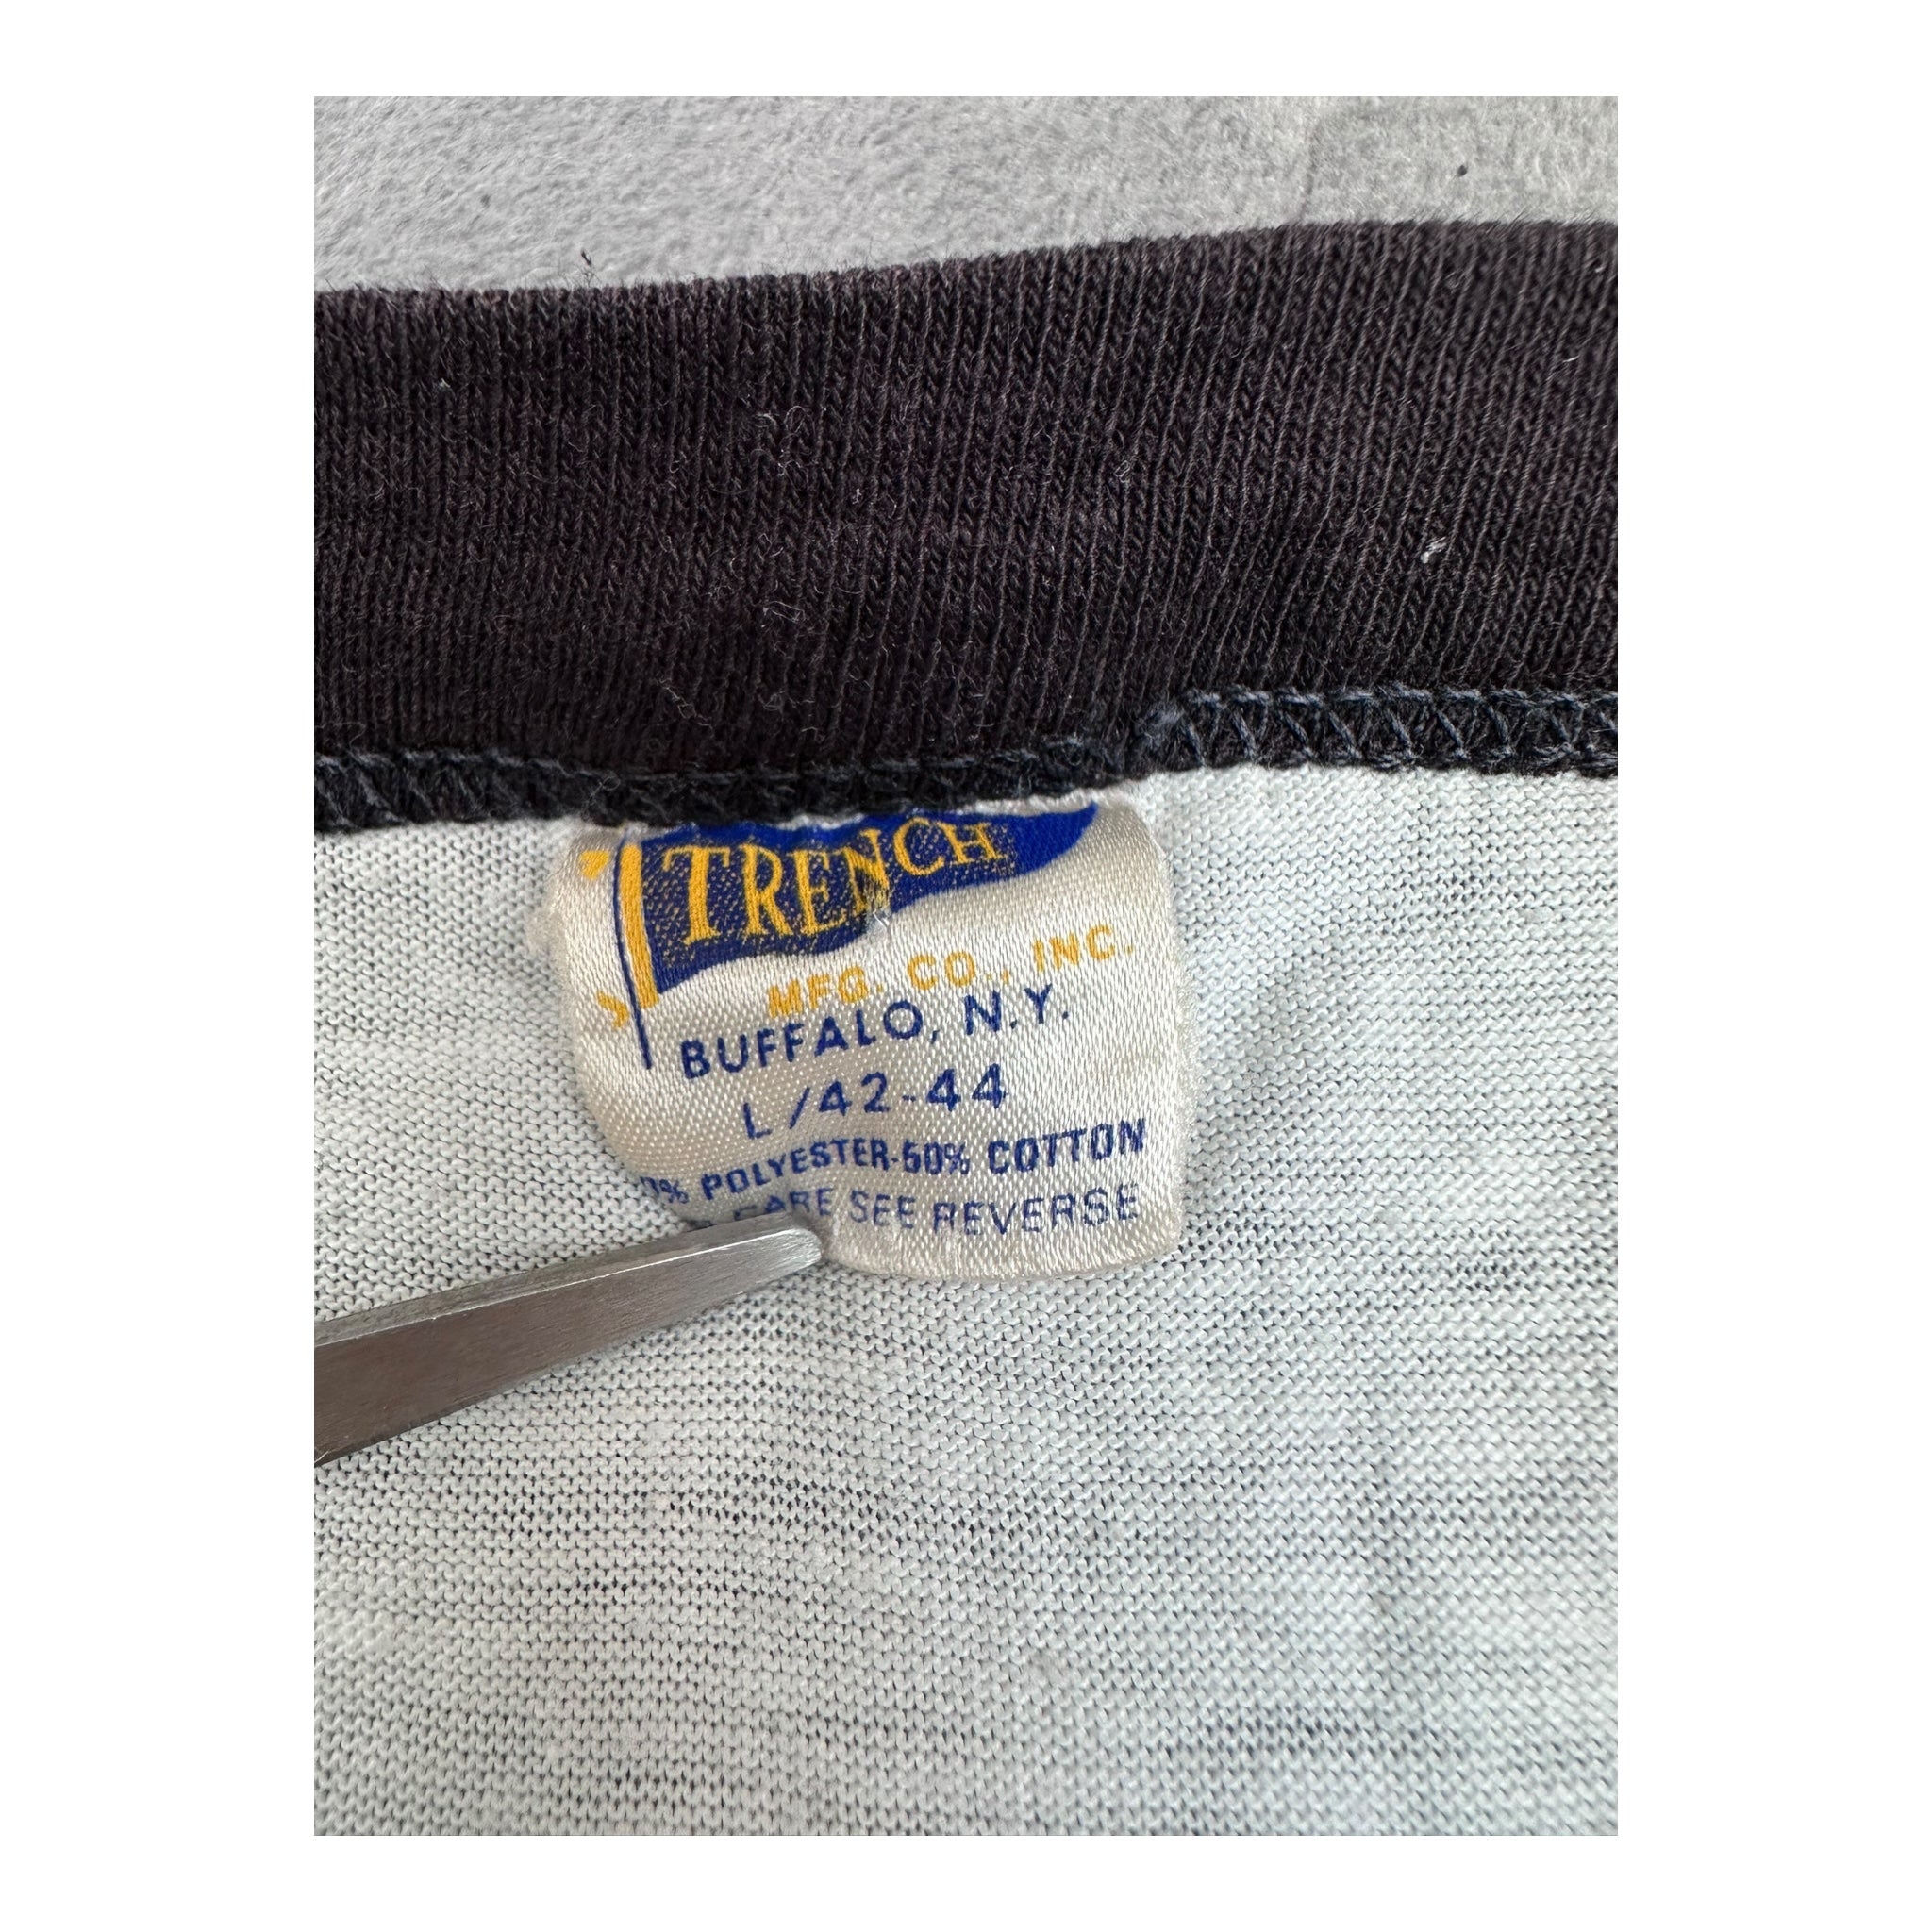 TRENCH
MFG. CO., INC.
BUFFALO, N.Y.
L/42-44
% POLYESTER-50% COTTON
CARE SEE REVERSE